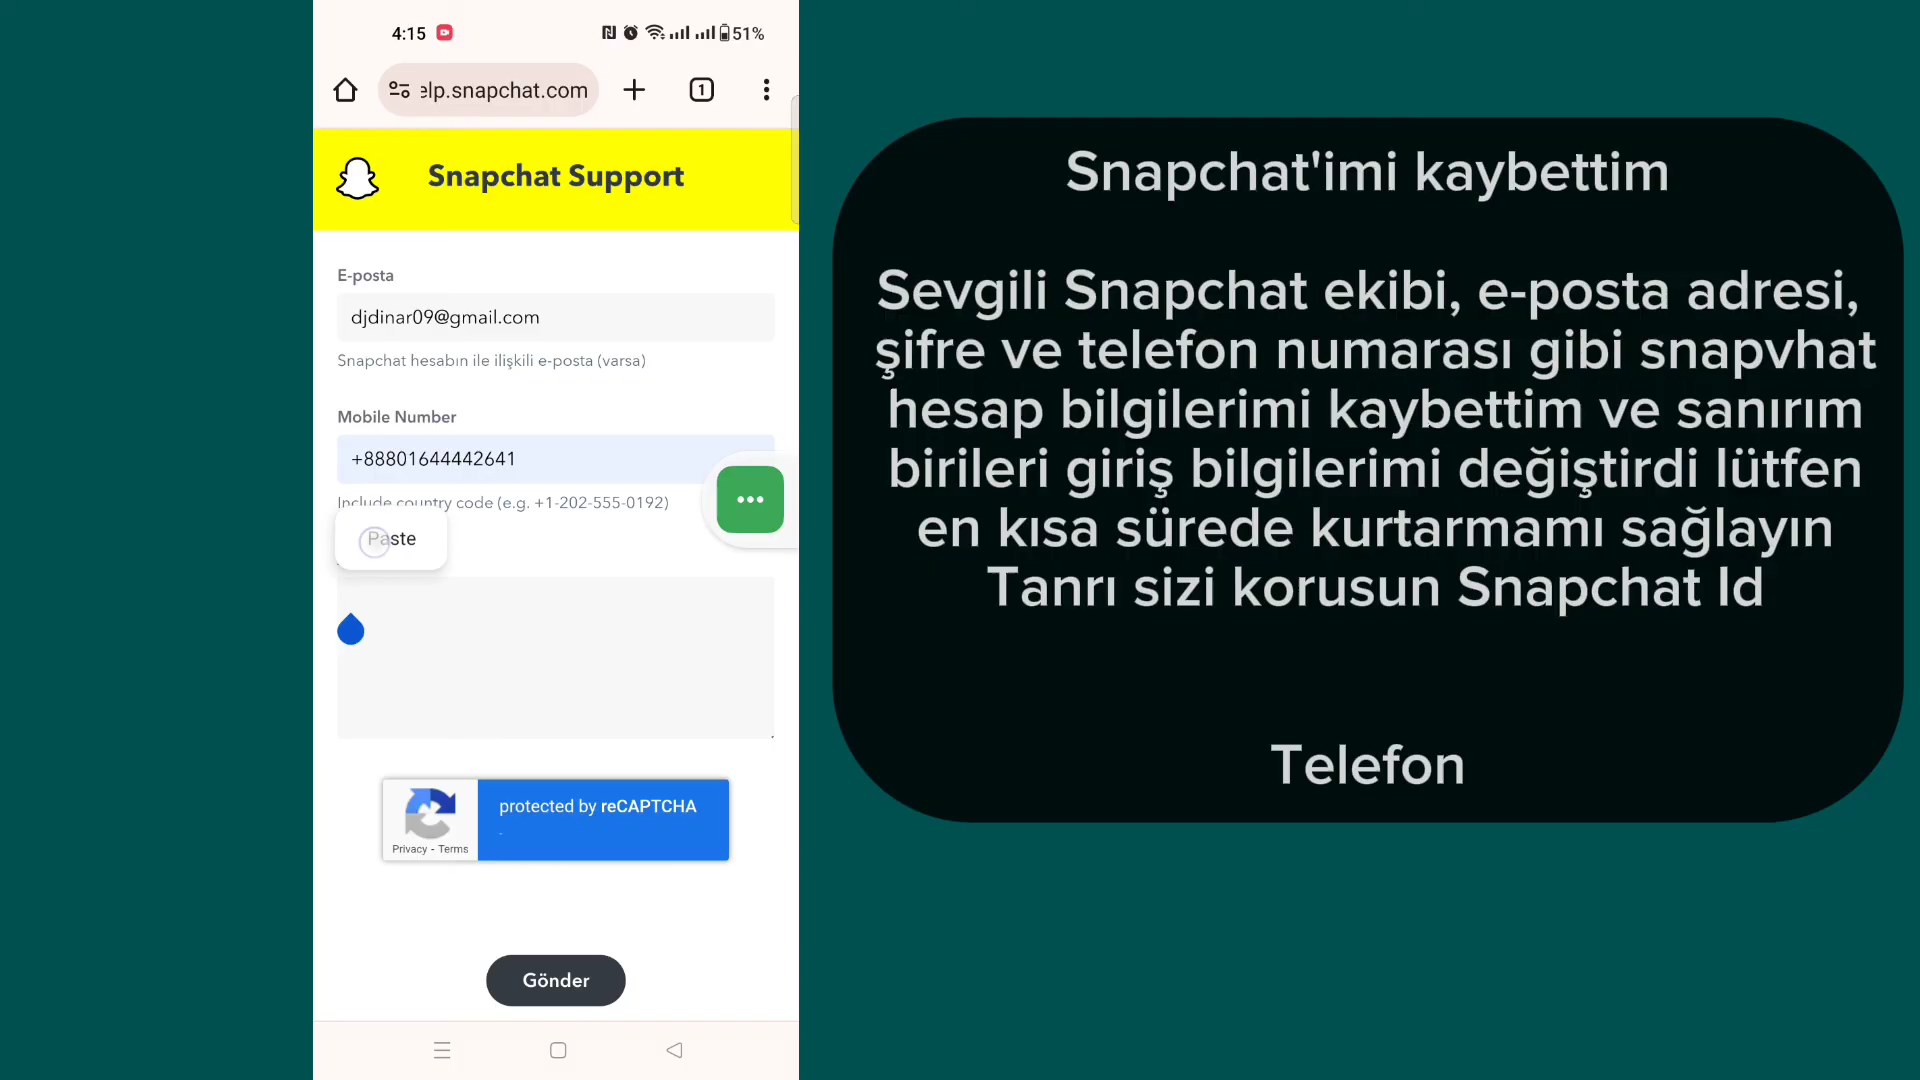 4:15
51%
elp.snapchat.com
1
Snapchat Support
E-posta
djdinar09@gmail.com
Snapchat hesabın ile ilişkili e-posta (varsa)
Mobile Number
+88801644442641
Include country code (e.g. +1-202-555-0192)
Paste
protected by reCAPTCHA
Privacy - Terms
Gönder
Snapchat'imi kaybettim
Sevgili Snapchat ekibi, e-posta adresi,
şifre ve telefon numarası gibi snapvhat
hesap bilgilerimi kaybettim ve sanırım
birileri giriş bilgilerimi değiştirdi lütfen
en kısa sürede kurtarmamı sağlayın
Tanrı sizi korusun Snapchat Id
Telefon